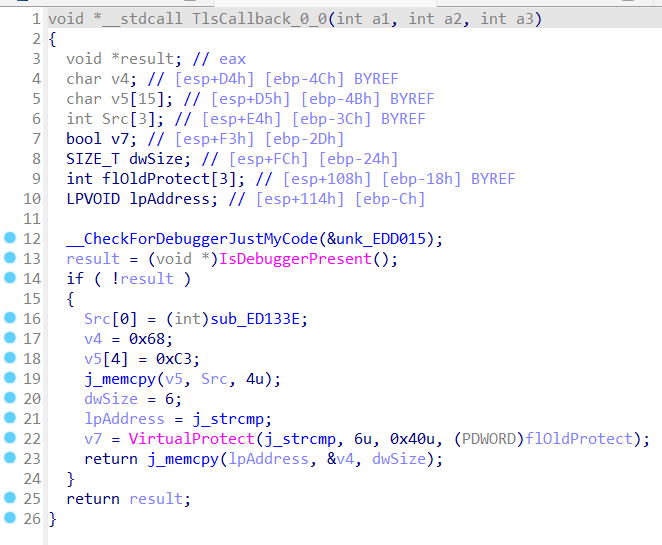 1 void *__stdcall TlsCallback_0_0(int a1, int a2, int a3)
2 {
3   void *result; // eax
4   char v4; // [esp+D4h] [ebp-4Ch] BYREF
5   char v5[15]; // [esp+D5h] [ebp-4Bh] BYREF
6   int Src[3]; // [esp+E4h] [ebp-3Ch] BYREF
7   bool v7; // [esp+F3h] [ebp-2Dh]
8   SIZE_T dwSize; // [esp+FCh] [ebp-24h]
9   int flOldProtect[3]; // [esp+108h] [ebp-18h] BYREF
10   LPVOID lpAddress; // [esp+114h] [ebp-Ch]
11
12   __CheckForDebuggerJustMyCode(&unk_EDD015);
13   result = (void *)IsDebuggerPresent();
14   if ( !result )
15   {
16     Src[0] = (int)sub_ED133E;
17     v4 = 0x68;
18     v5[4] = 0xC3;
19     j_memcpy(v5, Src, 4u);
20     dwSize = 6;
21     lpAddress = j_strcmp;
22     v7 = VirtualProtect(j_strcmp, 6u, 0x40u, (PDWORD)flOldProtect);
23     return j_memcpy(lpAddress, &v4, dwSize);
24   }
25   return result;
26 }